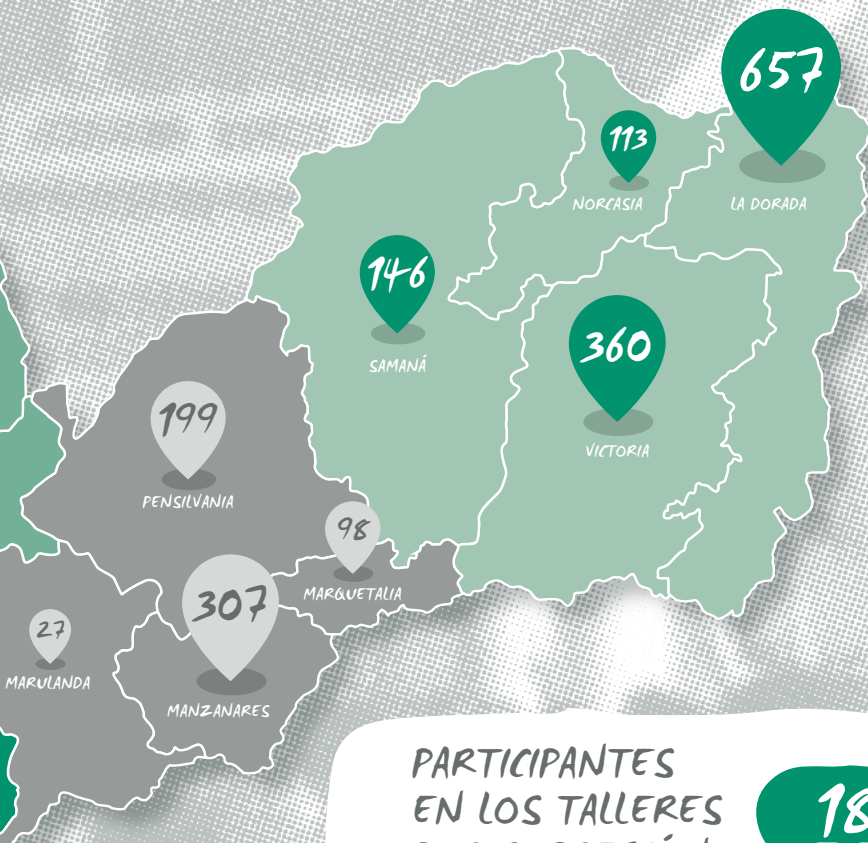 657
LA DORADA
113
NORCASIA
146
SAMANÁ
360
VICTORIA
199
PENSILVANIA
98
MARQUETALIA
307
MANZANARES
27
MARULANDA
PARTICIPANTES
EN LOS TALLERES
18